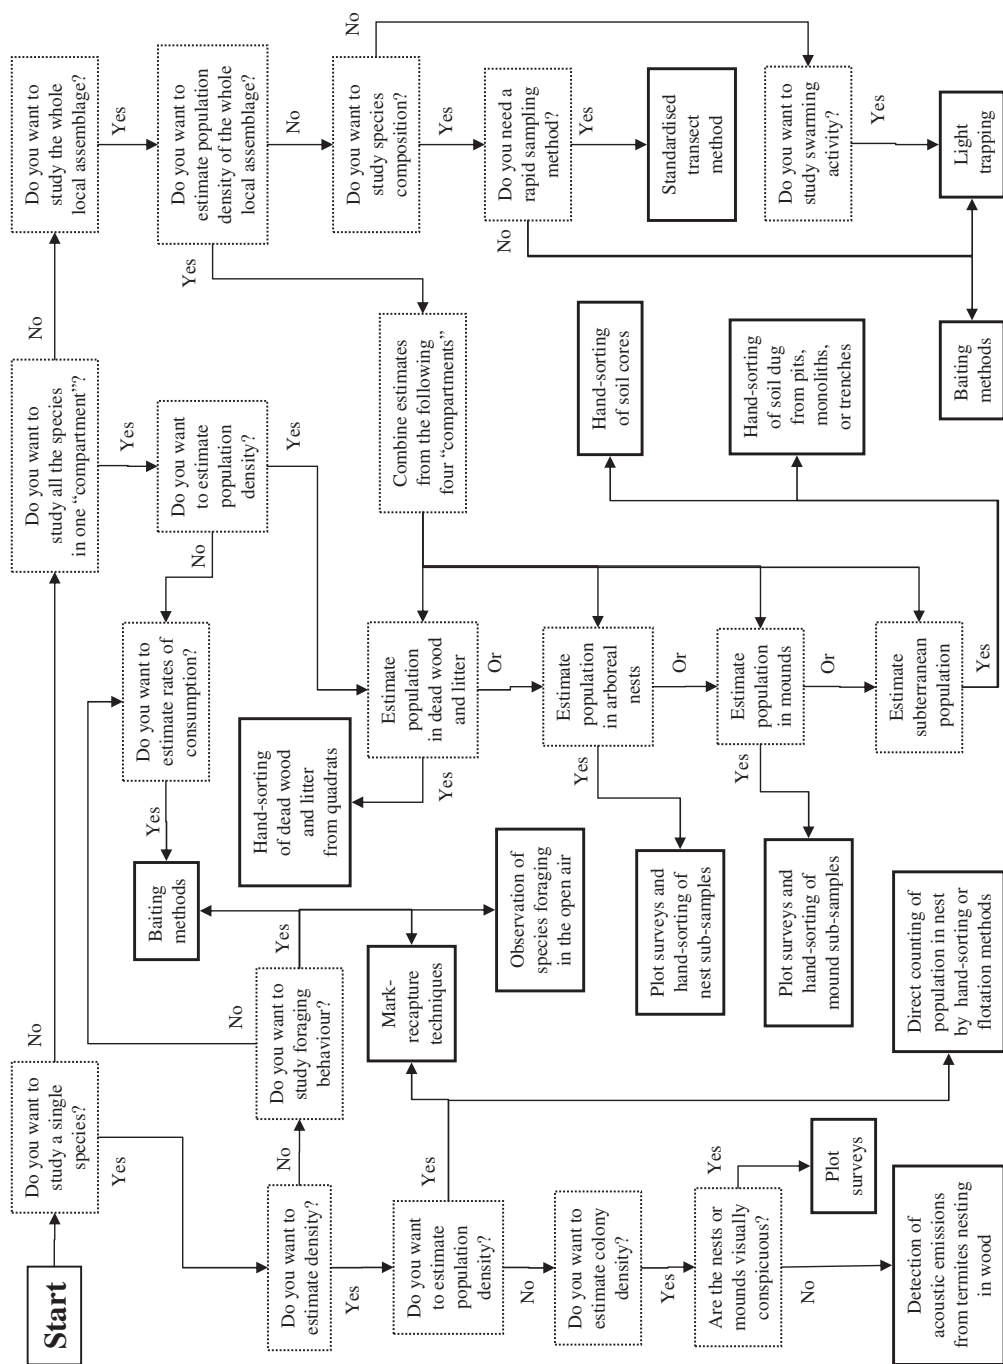 Start
Do you want to
study a single
species?
No
Yes
Do you want to
study all the species
in one “compartment”?
No
Yes
Do you want to
study the whole
local assemblage?
Yes
Do you want to
estimate density?
No
Yes
Do you want to
study foraging
behaviour?
No
Yes
Baiting
methods
Yes
Do you want to
estimate rates of
consumption?
No
Do you want
to estimate
population
density?
Yes
Do you want to
estimate population
density of the whole
local assemblage?
Yes
No
Do you want
to estimate
population
density?
Yes
No
Mark-
recapture
techniques
Hand-sorting
of dead wood
and litter
from quadrats
Yes
Estimate
population
in dead wood
and litter
Or
Combine estimates
from the following
four “compartments”
Do you want to
study species
composition?
No
Yes
Do you want to
estimate colony
density?
Yes
Observation of
species foraging
in the open air
Estimate
population
in arboreal
nests
Yes
Or
Hand-sorting
of soil cores
Do you need a
rapid sampling
method?
No
Yes
Are the nests or
mounds visually
conspicuous?
Yes
No
Plot surveys and
hand-sorting of
nest sub-samples
Estimate
population
in mounds
Yes
Or
Hand-sorting
of soil dug
from pits,
monoliths,
or trenches
Standardised
transect
method
Plot
surveys
Plot surveys and
hand-sorting of
mound sub-samples
Estimate
subterranean
population
Yes
Do you want to
study swarming
activity?
Yes
Detection of
acoustic emissions
from termites nesting
in wood
Direct counting of
population in nest
by hand-sorting or
flotation methods
Baiting
methods
Light
trapping